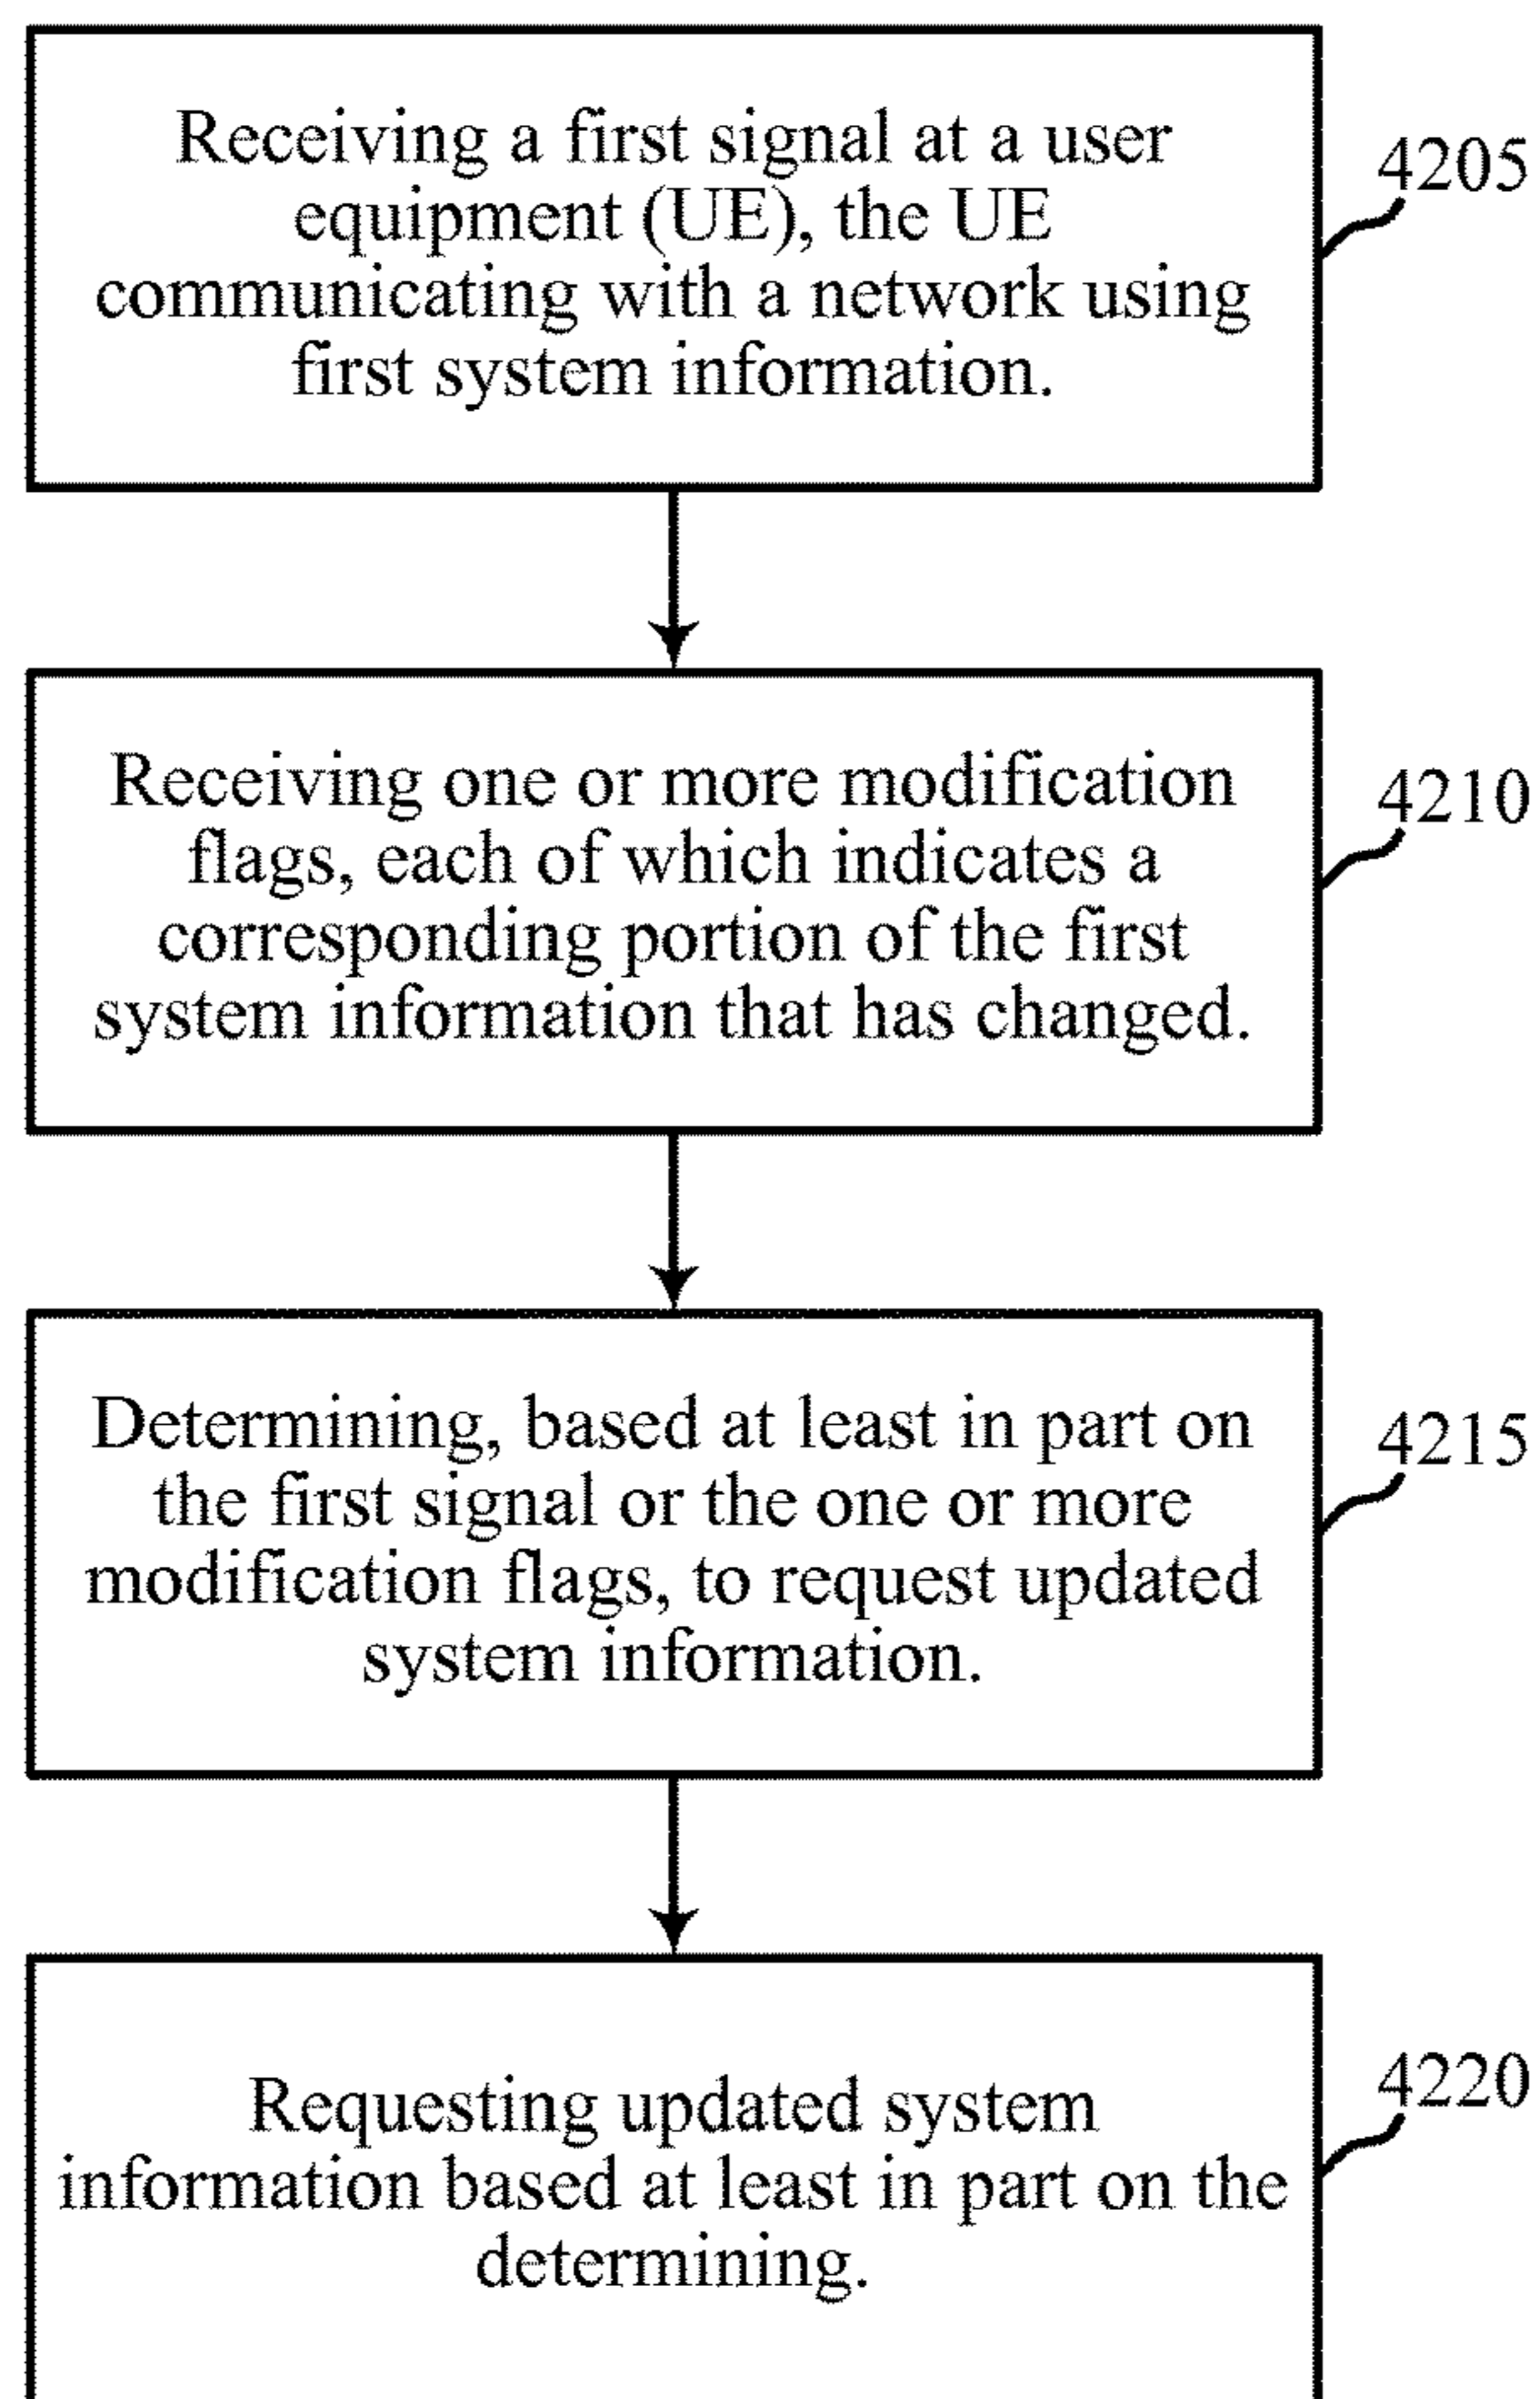 Receiving a first signal at a user
equipment (UE), the UE
communicating with a network using
first system information.
4205
Receiving one or more modification
flags, each of which indicates a
corresponding portion of the first
system information that has changed.
4210
Determining, based at least in part on
the first signal or the one or more
modification flags, to request updated
system information.
4215
Requesting updated system
information based at least in part on the
determining.
4220